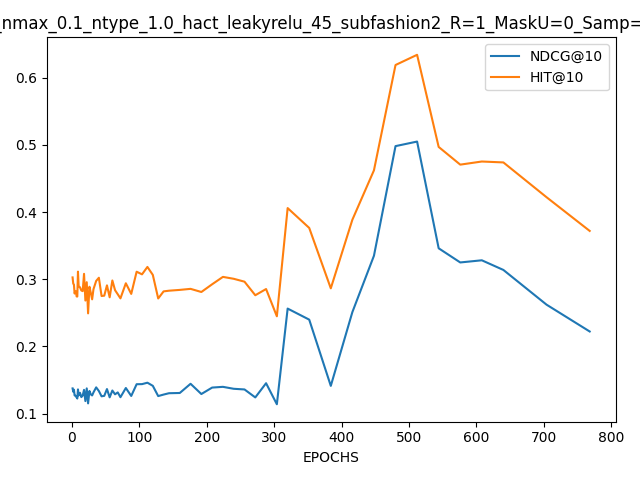 _nmax_0.1_ntype_1.0_hact_leakyrelu_45_subfashion2_R=1_MaskU=0_Samp=
NDCG@10
HIT@10
0.6
0.5
0.4
0.3
0.2
0.1
0 100 200 300 400 500 600 700 800
EPOCHS